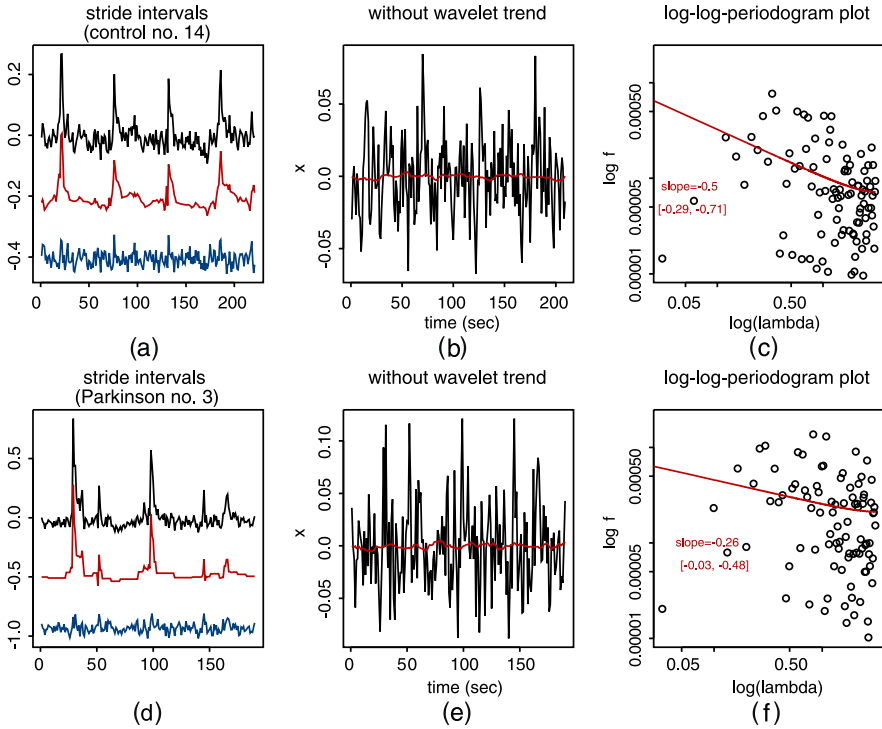 stride intervals
(control no. 14)
without wavelet trend
log-log-periodogram plot
0.2
0.0
-0.2
-0.4
0 50 100 150 200
x
0.05
0.0
-0.05
0 50 100 150 200
time (sec)
log f
0.00050
0.00005
0.00001
slope=-0.5
[-0.29, -0.71]
0.05 0.50
log(lambda)
(a)
(b)
(c)
stride intervals
(Parkinson no. 3)
without wavelet trend
log-log-periodogram plot
0.5
0.0
-0.5
-1.0
0 50 100 150
x
0.10
0.05
0.0
-0.05
0 50 100 150
time (sec)
log f
0.00050
0.00005
0.00001
slope=-0.26
[-0.03, -0.48]
0.05 0.50
log(lambda)
(d)
(e)
(f)